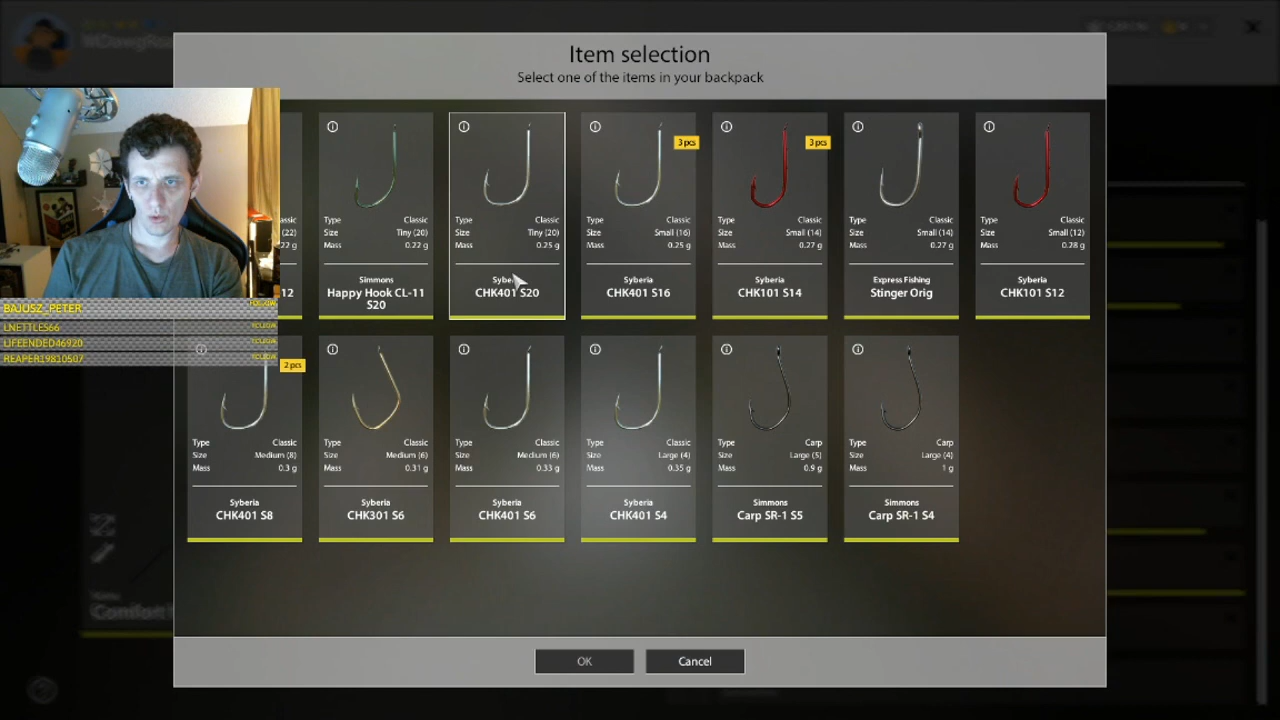 Item selection
Select one of the items in your backpack
3 pcs
3 pcs
Type Classic
Size Tiny (20)
Mass 0.22 g
Type Classic
Size Tiny (20)
Mass 0.25 g
Type Classic
Size Small (16)
Mass 0.25 g
Type Classic
Size Small (14)
Mass 0.27 g
Type Classic
Size Small (14)
Mass 0.27 g
Type Classic
Size Small (12)
Mass 0.28 g
(22)
12
Simmons
Happy Hook CL-11
S20
CHK401 S20
Syberia
CHK401 S16
Syberia
CHK101 S14
Express Fishing
Stinger Orig
Syberia
CHK101 S12
BAJUSZ_PETER FOLLOW
LNETTLES66 FOLLOW
LIFEENDED46920 FOLLOW
REAPER19810507 FOLLOW
2 pcs
Type Classic
Size Medium (8)
Mass 0.3 g
Syberia
CHK401 S8
Type Classic
Size Medium (6)
Mass 0.31 g
Syberia
CHK301 S6
Type Classic
Size Medium (6)
Mass 0.33 g
Syberia
CHK401 S6
Type Classic
Size Large (4)
Mass 0.35 g
Syberia
CHK401 S4
Type Carp
Size Large (5)
Mass 0.9 g
Simmons
Carp SR-1 S5
Type Carp
Size Large (4)
Mass 1 g
Simmons
Carp SR-1 S4
OK
Cancel